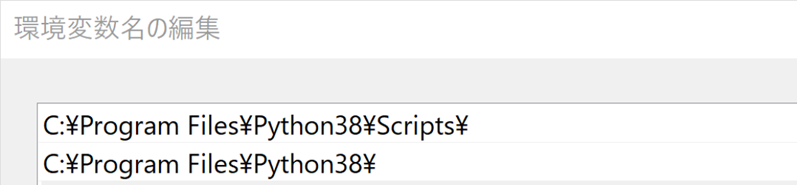 環境変数名の編集
C:¥Program Files¥Python38¥Scripts¥
C:¥Program Files¥Python38¥